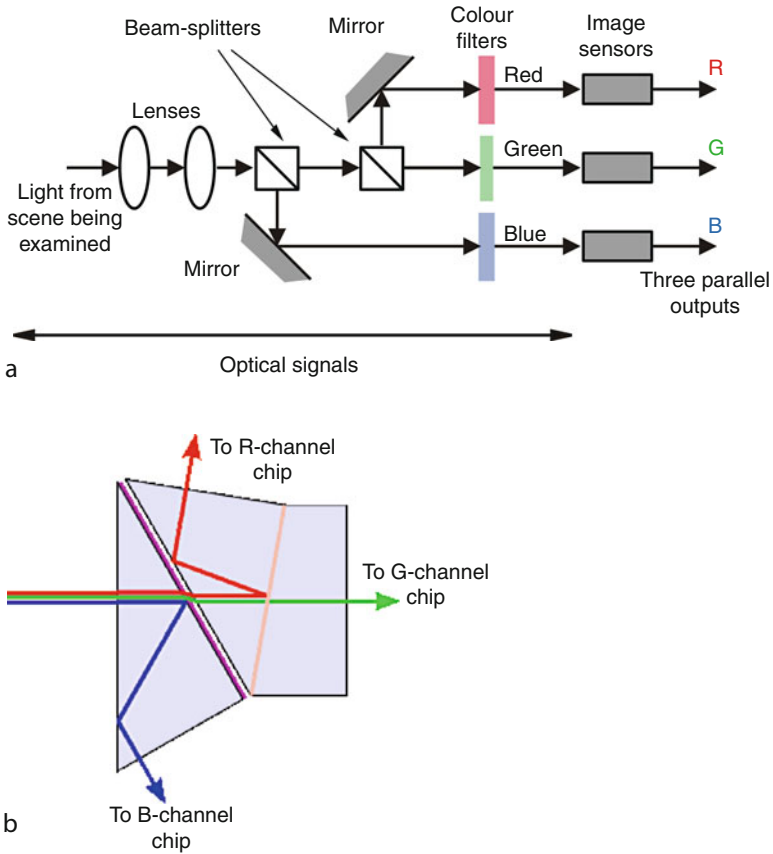 Beam-splitters
Mirror
Colour
filters
Image
sensors
Lenses
Red
R
Green
G
Light from
scene being
examined
Mirror
Blue
B
Three parallel
outputs
Optical signals
a
To R-channel
chip
To G-channel
chip
To B-channel
chip
b